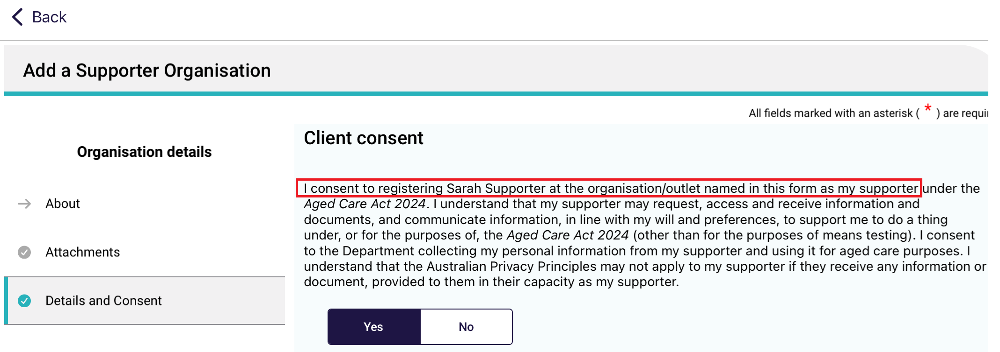 Back
Add a Supporter Organisation
All fields marked with an asterisk ( * ) are
Organisation details
About
Attachments
Details and Consent
Client consent
I consent to registering Sarah Supporter at the organisation/outlet named in this form as my supporter under the
Aged Care Act 2024. I understand that my supporter may request, access and receive information and
documents, and communicate information, in line with my will and preferences, to support me to do a thing
under, or for the purposes of, the Aged Care Act 2024 (other than for the purposes of means testing). I consent
to the Department collecting my personal information from my supporter and using it for aged care purposes. I
understand that the Australian Privacy Principles may not apply to my supporter if they receive any information or
document, provided to them in their capacity as my supporter.
Yes No